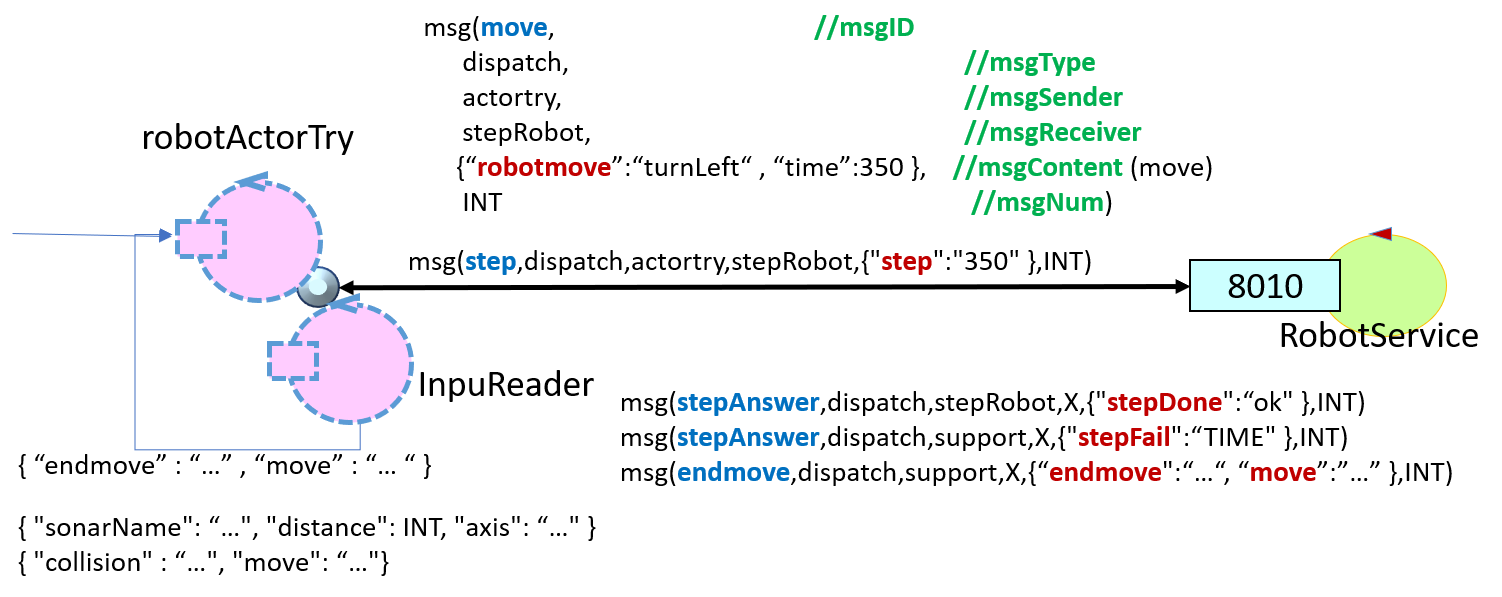 msg(move, //msgID
dispatch, //msgType
actortry, //msgSender
stepRobot, //msgReceiver
{“robotmove”:“turnLeft“ , “time”:350 }, //msgContent (move)
INT //msgNum)
robotActorTry
msg(step,dispatch,actortry,stepRobot,{"step":"350" },INT)
8010
RobotService
InpuReader
msg(stepAnswer,dispatch,stepRobot,X,{"stepDone":“ok" },INT)
msg(stepAnswer,dispatch,support,X,{"stepFail":“TIME" },INT)
msg(endmove,dispatch,support,X,{“endmove":“…“, “move”:”…” },INT)
{ “endmove” : “…” , “move” : “… “ }
{ "sonarName": “…", "distance": INT, "axis": “…" }
{ "collision" : “…", "move": “…"}